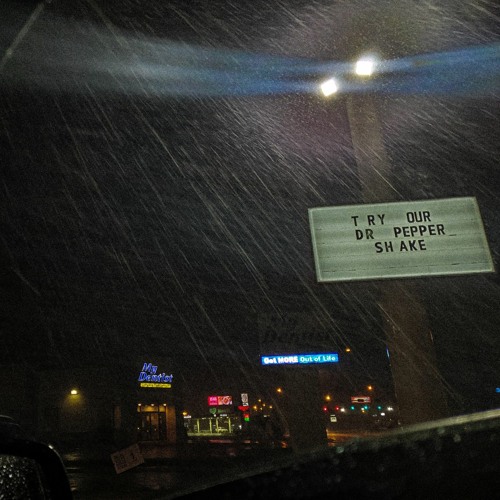 TRY OUR
DR PEPPER
SHAKE
Get MORE Out of Life
My
Dentist